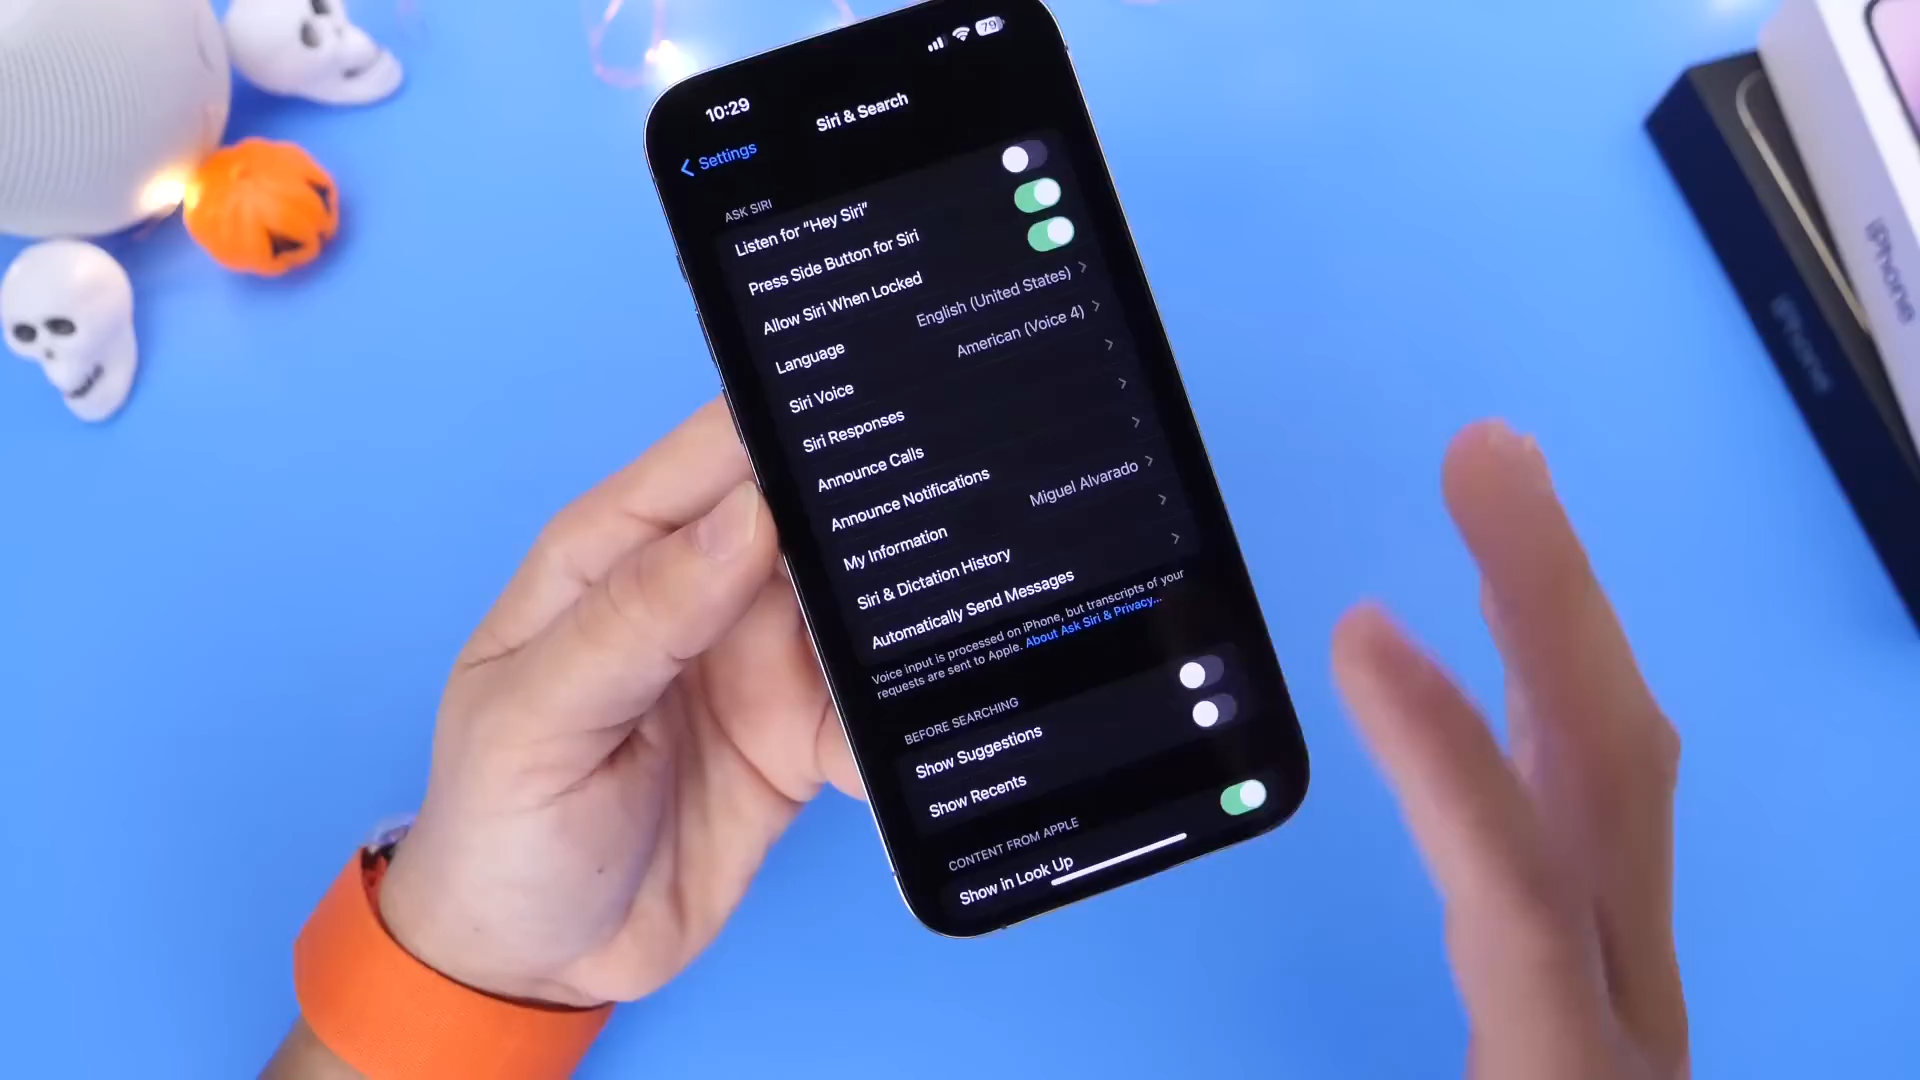 10:29
79
Settings
Siri & Search
ASK SIRI
Listen for “Hey Siri”
Press Side Button for Siri
Allow Siri When Locked
Language English (United States)
Siri Voice American (Voice 4)
Siri Responses
Announce Calls
Announce Notifications
My Information Miguel Alvarado
Siri & Dictation History
Automatically Send Messages
Voice input is processed on iPhone, but transcripts of your
requests are sent to Apple. About Ask Siri & Privacy...
BEFORE SEARCHING
Show Suggestions
Show Recents
CONTENT FROM APPLE
Show in Look Up
iPhone
iPhone